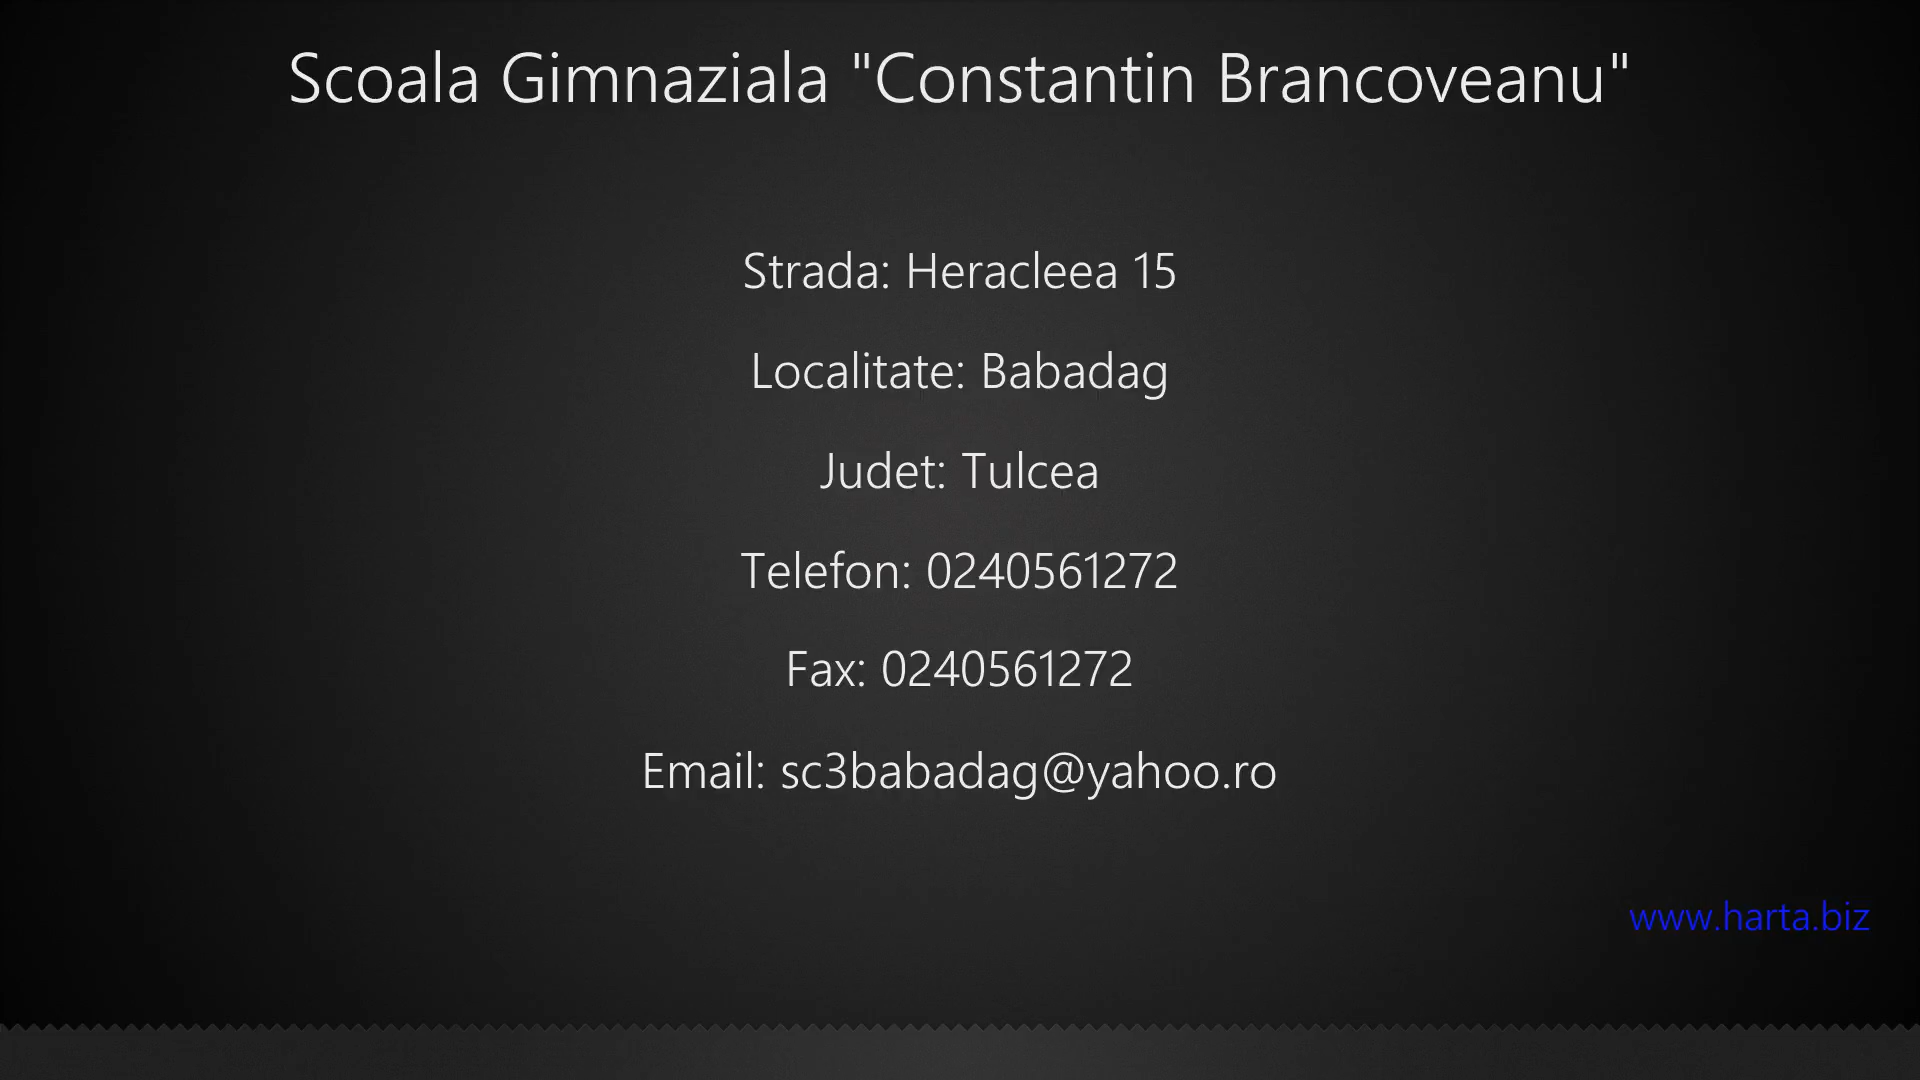 Scoala Gimnaziala "Constantin Brancoveanu"
Strada: Heracleea 15
Localitate: Babadag
Judet: Tulcea
Telefon: 0240561272
Fax: 0240561272
Email: sc3babadag@yahoo.ro
www.harta.biz